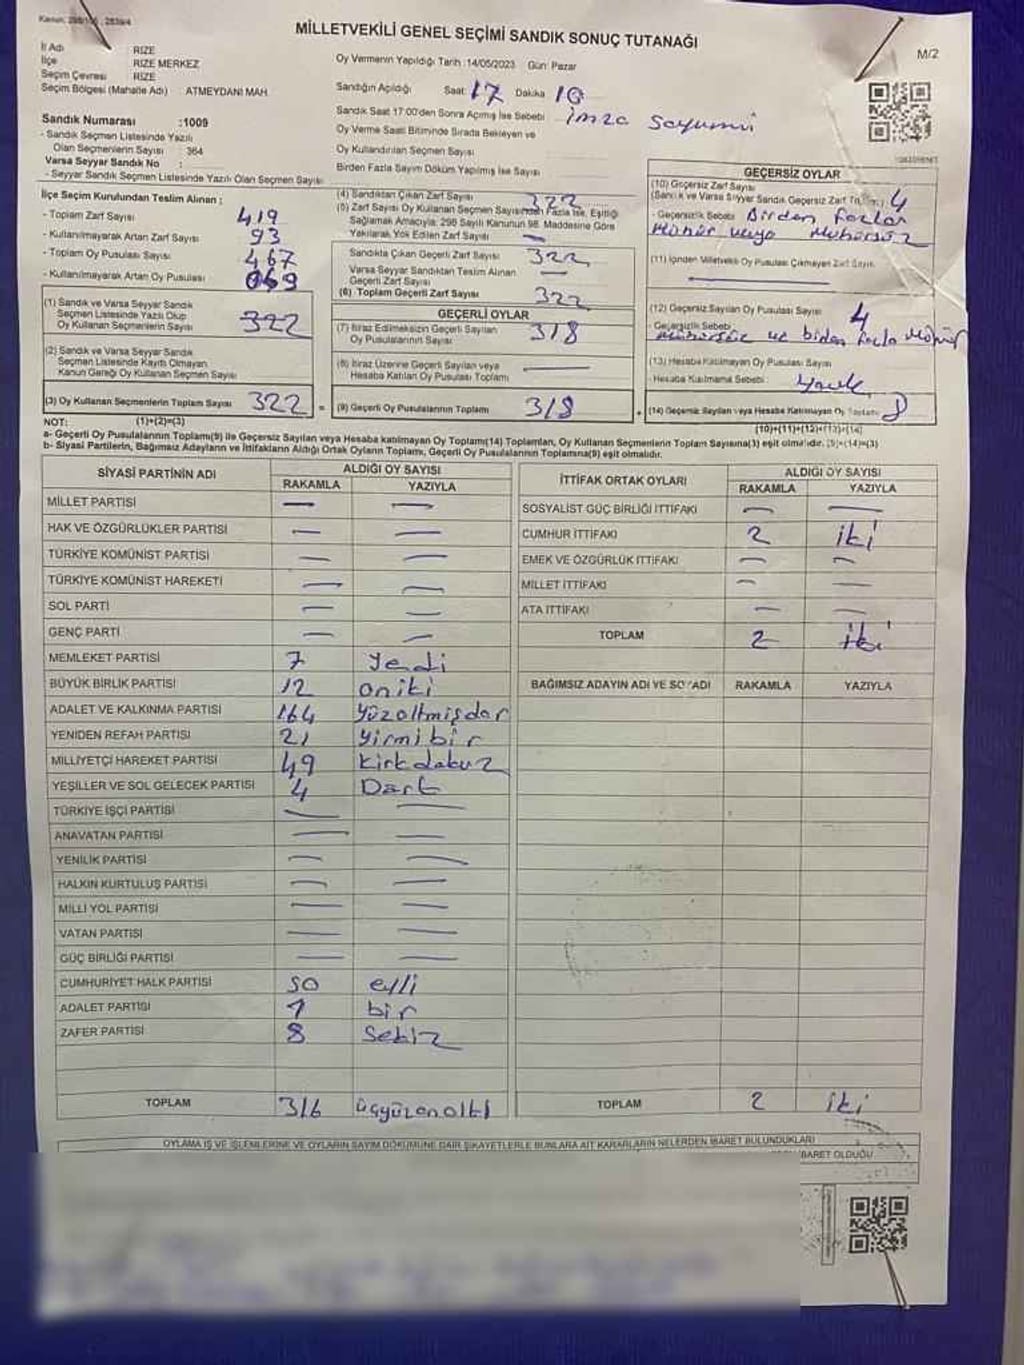 MİLLETVEKİLİ GENEL SEÇİMİ SANDIK SONUÇ TUTANAĞI
M/2
İl Adı RİZE
İlçe RİZE MERKEZ
Seçim Çevresi RİZE
Seçim Bölgesi (Mahalle Adı) ATMEYDANI MAH.
Sandık Numarası :1009
- Sandık Seçmen Listesinde Yazılı
Olan Seçmenlerin Sayısı : 364
Varsa Seyyar Sandık No :
- Seyyar Sandık Seçmen Listesinde Yazılı Olan Seçmen Sayısı
Oy Vermenin Yapıldığı Tarih :14/05/2023 Gün: Pazar
Sandığın Açıldığı Saat: 17 Dakika 10
Sandık Saat 17:00'den Sonra Açılmış İse Sebebi imza sayımı
Oy Verme Saati Bitiminde Sırada Bekleyen ve
Oy Kullandırılan Seçmen Sayısı
Birden Fazla Sayım Döküm Yapılmış İse Sayısı
İlçe Seçim Kurulundan Teslim Alınan :
- Toplam Zarf Sayısı 419
- Kullanılmayarak Artan Zarf Sayısı 93
- Toplam Oy Pusulası Sayısı 467
- Kullanılmayarak Artan Oy Pusulası
(1) Sandık ve Varsa Seyyar Sandık
Seçmen Listesinde Yazılı Olup
Oy Kullanan Seçmenlerin Sayısı 322
(2) Sandık ve Varsa Seyyar Sandık
Seçmen Listesinde Kayıtlı Olmayan
Kanun Gereği Oy Kullanan Seçmen Sayısı
(3) Oy Kullanan Seçmenlerin Toplam Sayısı 322 =
(4) Sandıktan Çıkan Zarf Sayısı 322
(5) Zarf Sayısı Oy Kullanan Seçmen Sayısından Fazla İse, Eşitliği
Sağlamak Amacıyla, 298 Sayılı Kanunun 98. Maddesine Göre
Yakılarak Yok Edilen Zarf Sayısı —
Sandıkta Çıkan Geçerli Zarf Sayısı 322
Varsa Seyyar Sandıktan Teslim Alınan
Geçerli Zarf Sayısı —
(6) Toplam Geçerli Zarf Sayısı 322
GEÇERLİ OYLAR
(7) İtiraz Edilmeksizin Geçerli Sayılan
Oy Pusulalarının Sayısı 318
(8) İtiraz Üzerine Geçerli Sayılan veya
Hesaba Katılan Oy Pusulası Toplamı —
(9) Geçerli Oy Pusulalarının Toplamı 318 +
GEÇERSİZ OYLAR
(10) Geçersiz Zarf Sayısı
(Sandık ve Varsa Seyyar Sandık Geçersiz Zarf 4
- Geçersizlik Sebebi Birden fazla
mühür veya mühürsüz
(11) İçinden Milletvekili Oy Pusulası Çıkmayan Zarf Sayısı
—
(12) Geçersiz Sayılan Oy Pusulası Sayısı 4
- Geçersizlik Sebebi
mühürsüz ve biden fazla mühür
(13) Hesaba Katılmayan Oy Pusulası Sayısı
- Hesaba Katılmama Sebebi:
(14) Geçersiz Sayılan veya Hesaba Katılmayan Oy Toplamı 8
NOT: (1)+(2)=(3) (10)+(11)+(12)+(13)=(14)
a- Geçerli Oy Pusulalarının Toplamı(9) ile Geçersiz Sayılan veya Hesaba katılmayan Oy Toplamı(14) Toplamları, Oy Kullanan Seçmenlerin Toplam Sayısına(3) eşit olmalıdır. (9)+(14)=(3)
b- Siyasi Partilerin, Bağımsız Adayların ve İttifakların Aldığı Ortak Oyların Toplamı, Geçerli Oy Pusulalarının Toplamına(9) eşit olmalıdır.
SİYASİ PARTİNİN ADI ALDIĞI OY SAYISI
RAKAMLA YAZIYLA
MİLLET PARTİSİ — —
HAK VE ÖZGÜRLÜKLER PARTİSİ — —
TÜRKİYE KOMÜNİST PARTİSİ — —
TÜRKİYE KOMÜNİST HAREKETİ — —
SOL PARTİ — —
GENÇ PARTİ — —
MEMLEKET PARTİSİ 7 yendi
BÜYÜK BİRLİK PARTİSİ 12 oniki
ADALET VE KALKINMA PARTİSİ 164 yüzoltmışdar
YENİDEN REFAH PARTİSİ 21 yirmibir
MİLLİYETÇİ HAREKET PARTİSİ 49 kırkdakuz
YEŞİLLER VE SOL GELECEK PARTİSİ 4 Dart
TÜRKİYE İŞÇİ PARTİSİ — —
ANAVATAN PARTİSİ — —
YENİLİK PARTİSİ — —
HALKIN KURTULUŞ PARTİSİ — —
MİLLİ YOL PARTİSİ — —
VATAN PARTİSİ — —
GÜÇ BİRLİĞİ PARTİSİ — —
CUMHURİYET HALK PARTİSİ 50 elli
ADALET PARTİSİ 1 bir
ZAFER PARTİSİ 8 Sekiz
TOPLAM 316 üçyüzonaltı
İTTİFAK ORTAK OYLARI ALDIĞI OY SAYISI
RAKAMLA YAZIYLA
SOSYALİST GÜÇ BİRLİĞİ İTTİFAKI — —
CUMHUR İTTİFAKI 2 iki
EMEK VE ÖZGÜRLÜK İTTİFAKI — —
MİLLET İTTİFAKI — —
ATA İTTİFAKI — —
TOPLAM 2 iki
BAĞIMSIZ ADAYIN ADI VE SOYADI RAKAMLA YAZIYLA
TOPLAM 2 iki
OYLAMA İŞ VE İŞLEMLERİNE VE OYLARIN SAYIM DÖKÜMÜNE DAİR ŞİKAYETLERLE BUNLARA AİT KARARLARIN NELERDEN İBARET BULUNDUKLARI
İBARET OLDUĞU